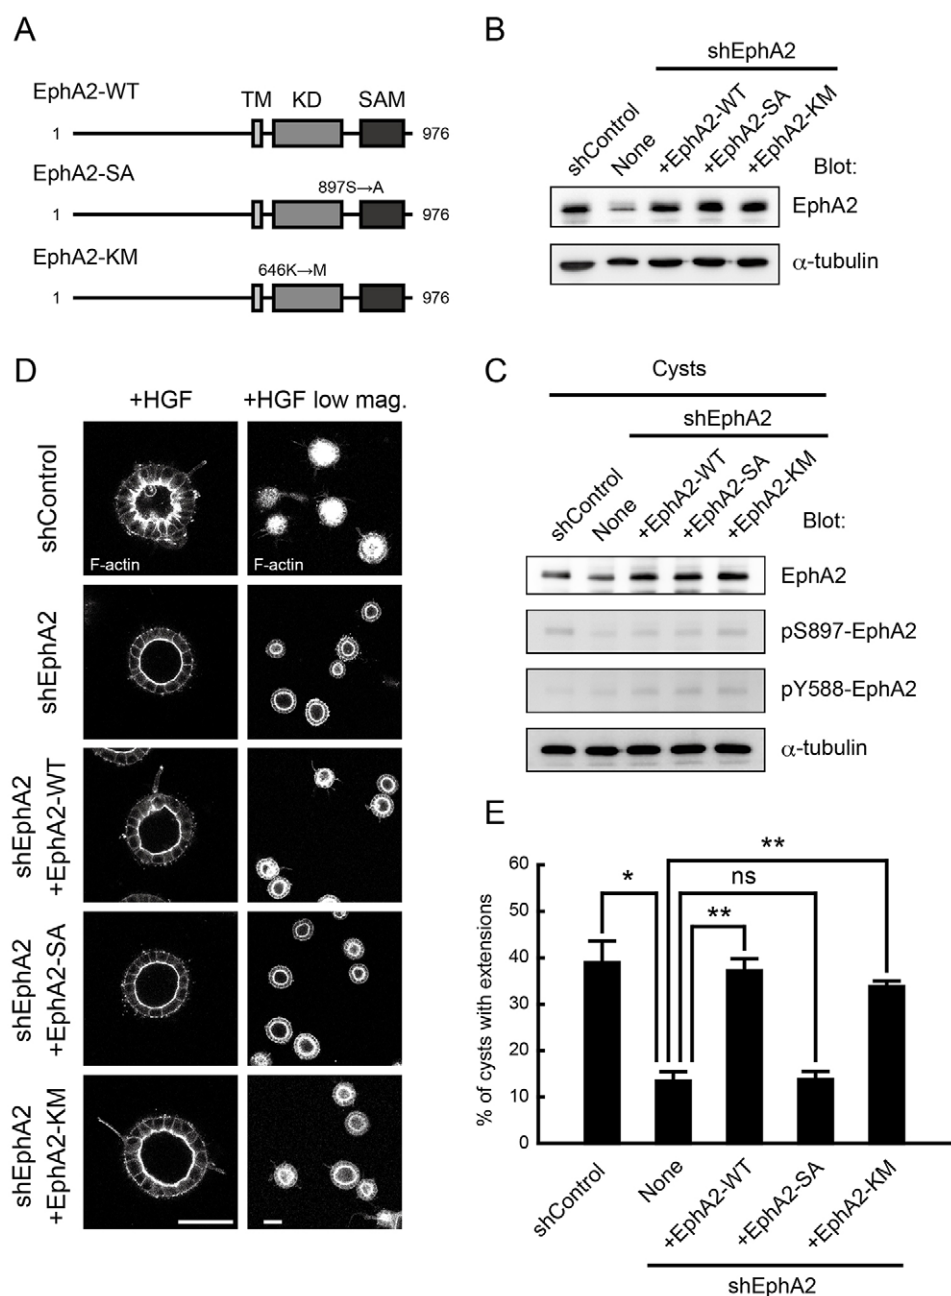 A
EphA2-WT
TM KD SAM
1 976
EphA2-SA
897S→A
1 976
EphA2-KM
646K→M
1 976
B
shEphA2
shControl
None
+EphA2-WT
+EphA2-SA
+EphA2-KM
Blot:
EphA2
α-tubulin
D
+HGF +HGF low mag.
shControl
F-actin F-actin
shEphA2
shEphA2
+EphA2-WT
shEphA2
+EphA2-SA
shEphA2
+EphA2-KM
C
Cysts
shEphA2
shControl
None
+EphA2-WT
+EphA2-SA
+EphA2-KM
Blot:
EphA2
pS897-EphA2
pY588-EphA2
α-tubulin
E
% of cysts with extensions
60
50
40
30
20
10
0
*
**
ns
**
shControl
None
+EphA2-WT
+EphA2-SA
+EphA2-KM
shEphA2